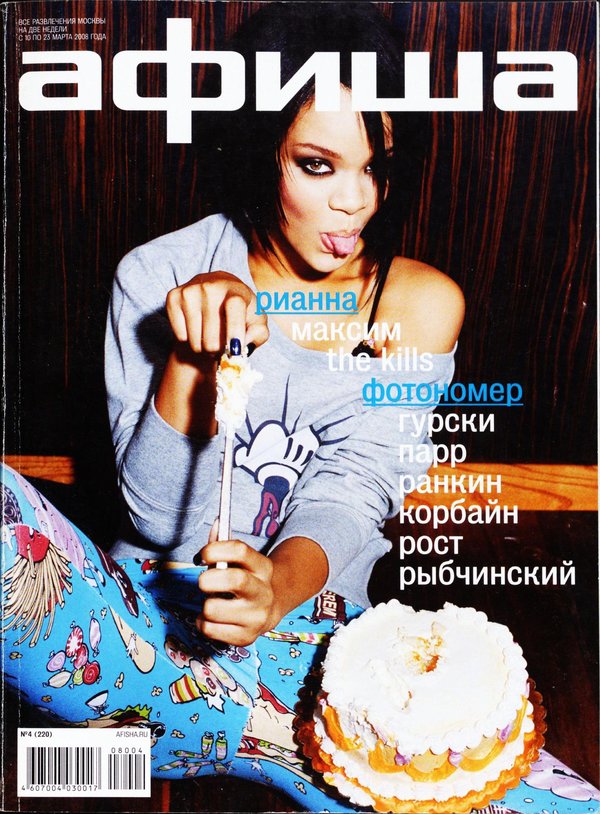 ВСЕ РАЗВЛЕЧЕНИЯ МОСКВЫ
НА ДВЕ НЕДЕЛИ
С 10 ПО 23 МАРТА 2008 ГОДА
афиша
рианна
максим
the kills
фотономер
гурски
парр
ранкин
корбайн
рост
рыбчинский
№4 (220)
AFISHA.RU
08004
4 607004 030017